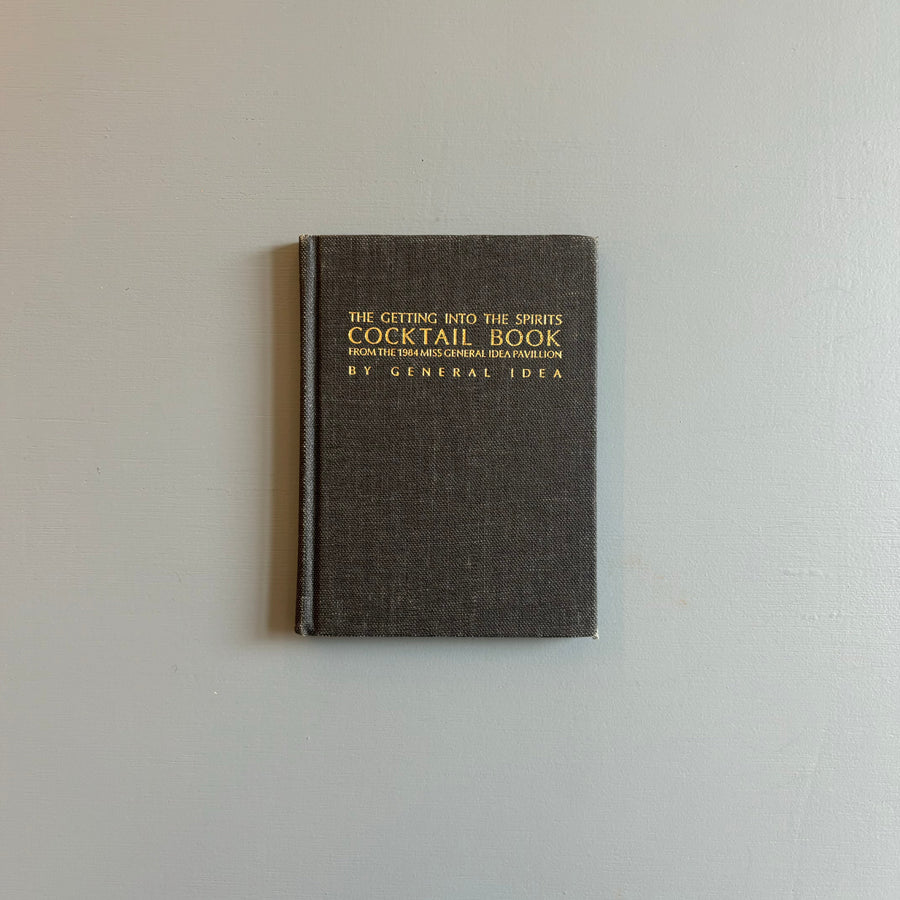 THE GETTING INTO THE SPIRITS
COCKTAIL BOOK
FROM THE 1984 MISS GENERAL IDEA PAVILLION
BY GENERAL IDEA